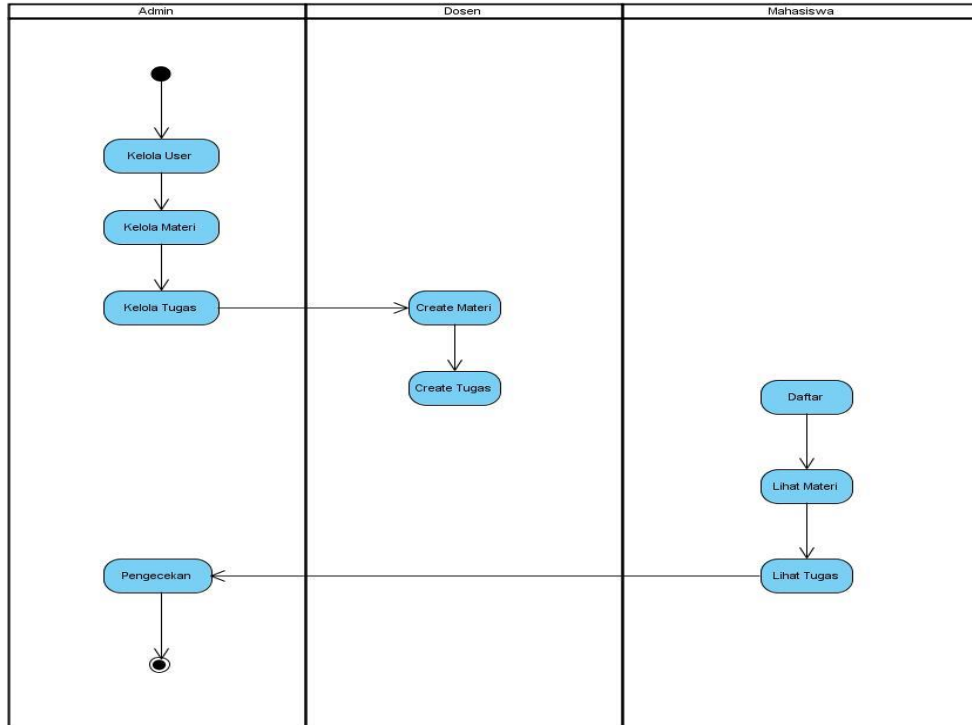 Admin
Dosen
Mahasiswa
Kelola User
Kelola Materi
Kelola Tugas
Create Materi
Create Tugas
Daftar
Lihat Materi
Lihat Tugas
Pengecekan